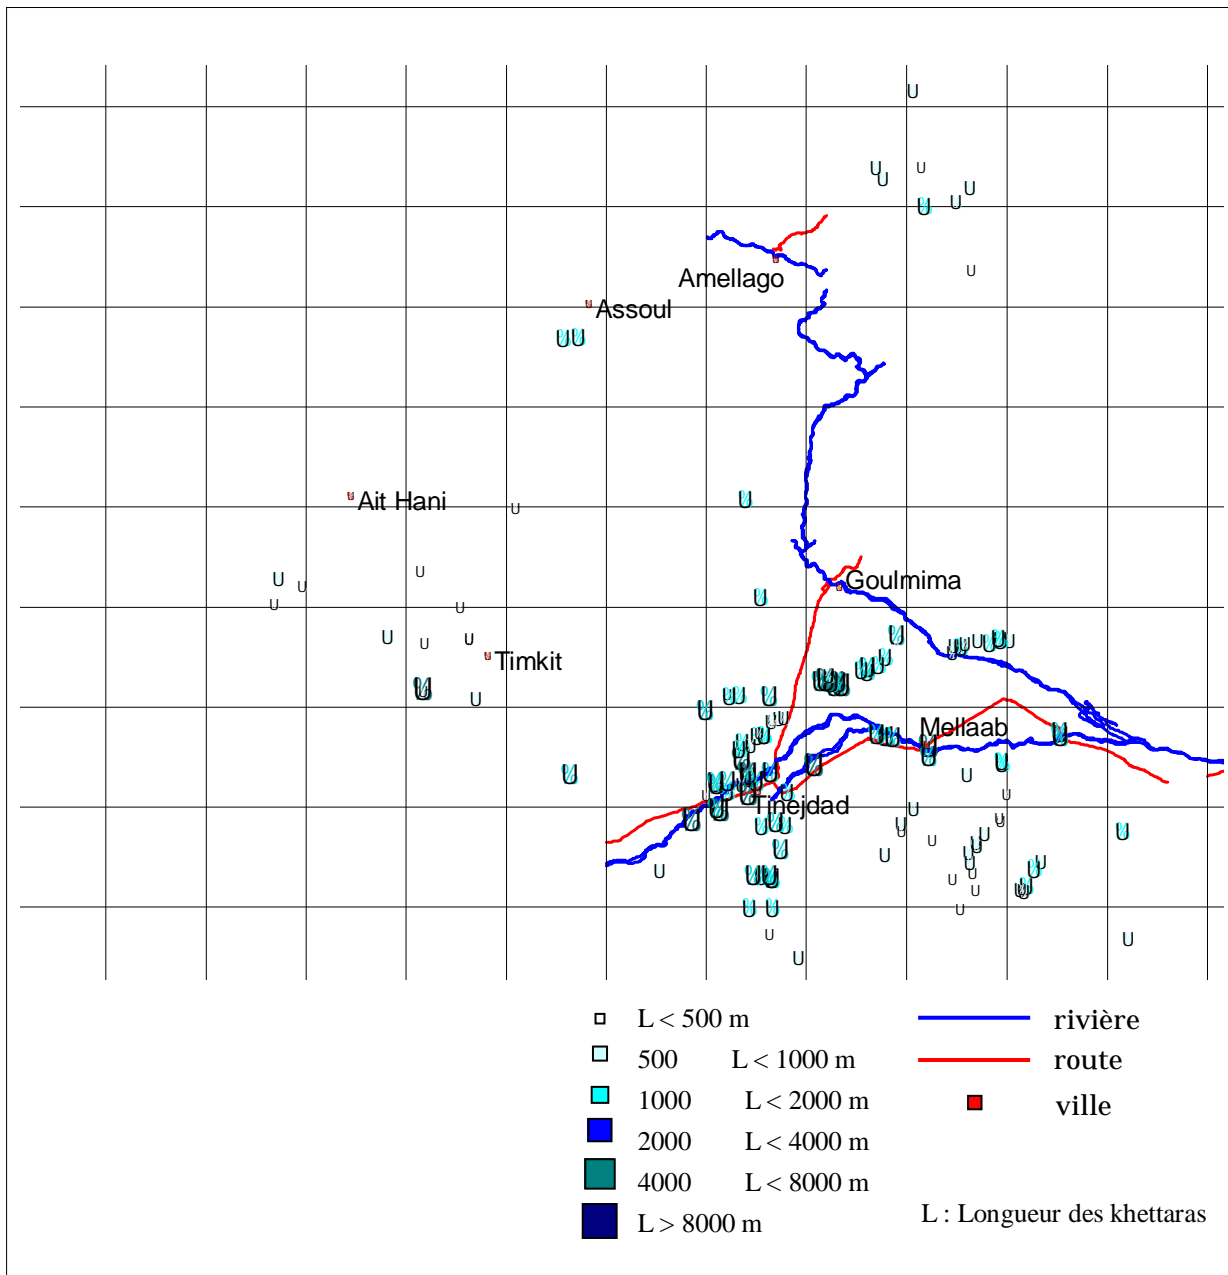 Amellago
Assoul
Ait Hani
Goulmima
Timkit
Mellaab
Tinejdad
L < 500 m
500 L < 1000 m
1000 L < 2000 m
2000 L < 4000 m
4000 L < 8000 m
L > 8000 m
rivière
route
ville
L : Longueur des khettaras